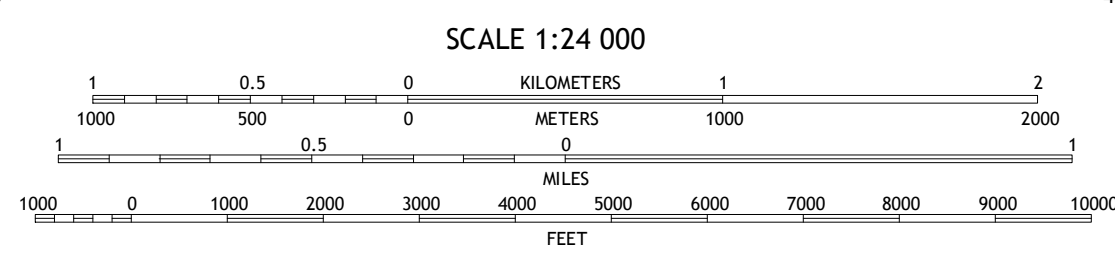 SCALE 1:24 000
1 0.5 0 KILOMETERS 1 2
1000 500 0 METERS 1000 2000
1 0.5 0 1
MILES
1000 0 1000 2000 3000 4000 5000 6000 7000 8000 9000 10000
FEET